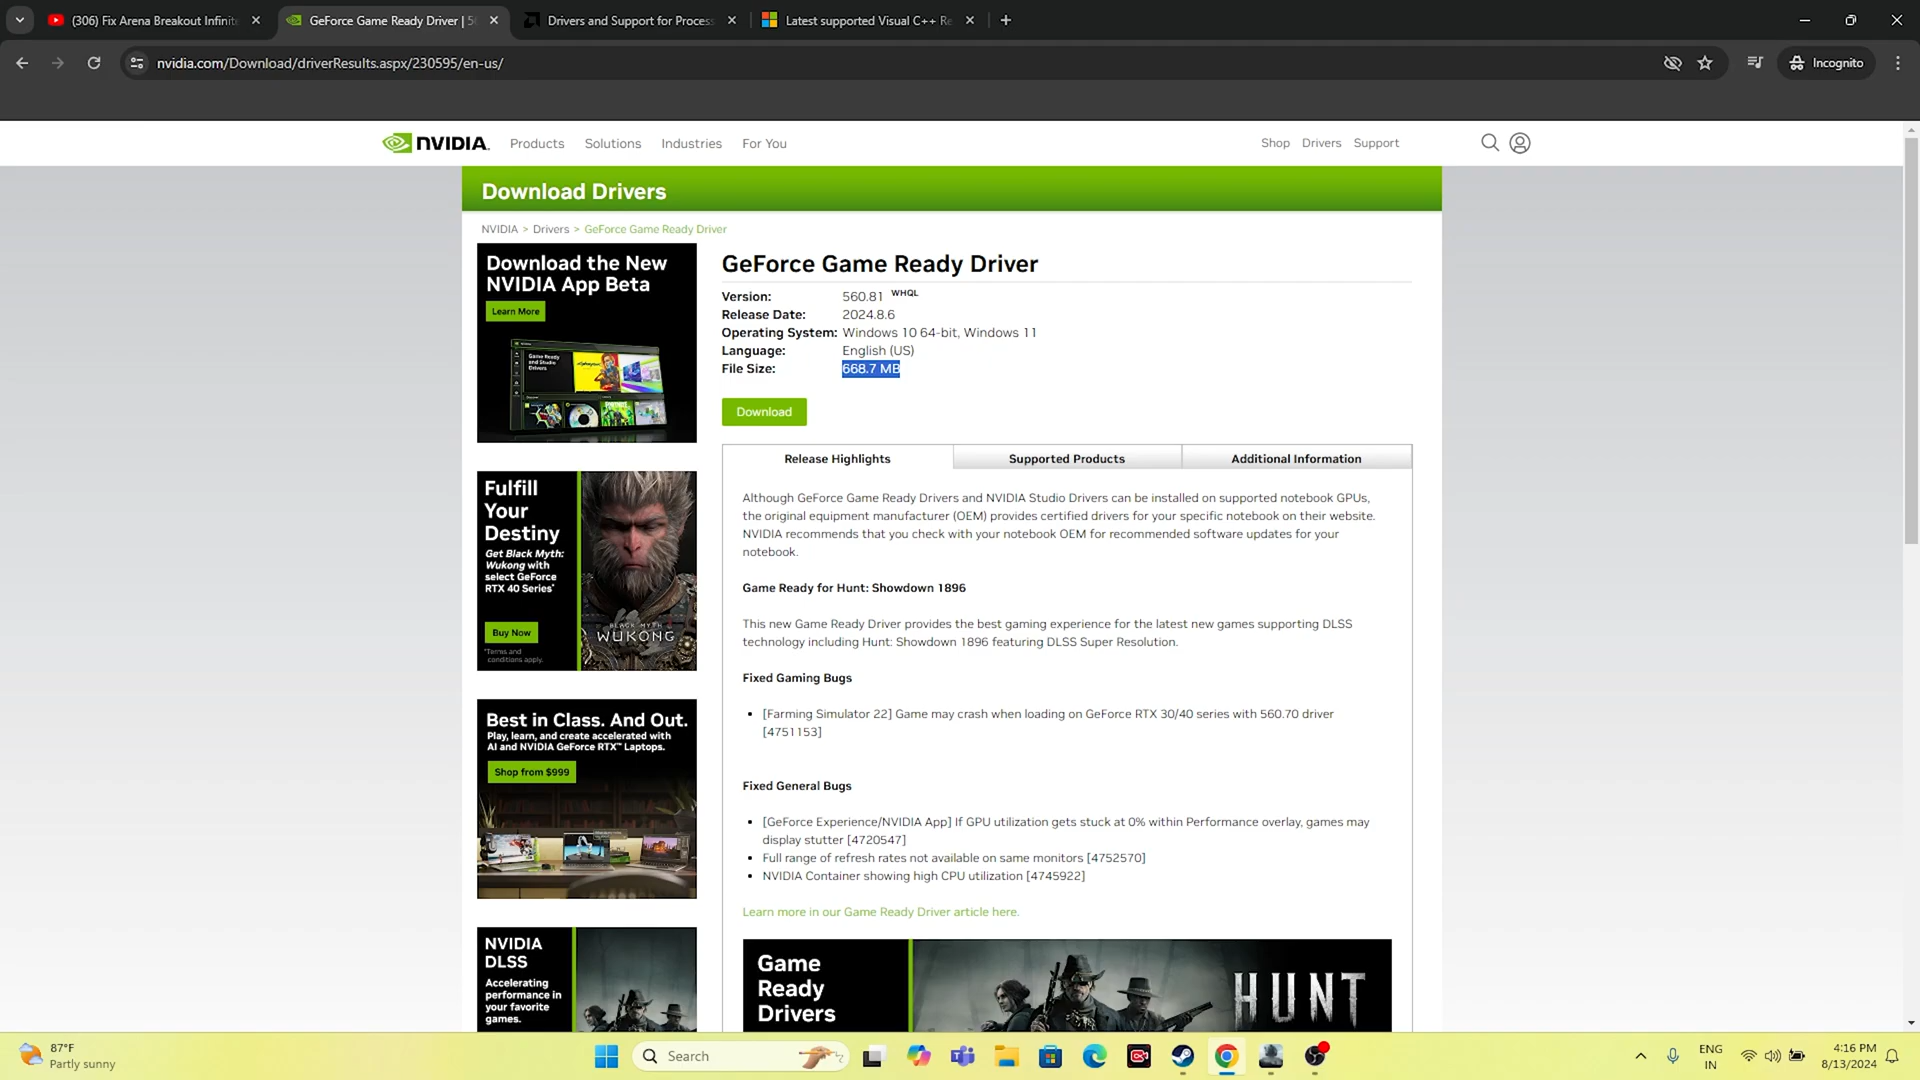 (306) Fix Arena Breakout Infinite
GeForce Game Ready Driver | 56
Drivers and Support for Process
Latest supported Visual C++ Re
nvidia.com/Download/driverResults.aspx/230595/en-us/
Incognito
NVIDIA.
Products
Solutions
Industries
For You
Shop
Drivers
Support
Download Drivers
NVIDIA > Drivers > GeForce Game Ready Driver
Download the New
NVIDIA App Beta
Learn More
GeForce Game Ready Driver
Version: 560.81 WHQL
Release Date: 2024.8.6
Operating System: Windows 10 64-bit, Windows 11
Language: English (US)
File Size: 668.7 MB
Download
Release Highlights
Supported Products
Additional Information
Although GeForce Game Ready Drivers and NVIDIA Studio Drivers can be installed on supported notebook GPUs,
the original equipment manufacturer (OEM) provides certified drivers for your specific notebook on their website.
NVIDIA recommends that you check with your notebook OEM for recommended software updates for your
notebook.
Game Ready for Hunt: Showdown 1896
This new Game Ready Driver provides the best gaming experience for the latest new games supporting DLSS
technology including Hunt: Showdown 1896 featuring DLSS Super Resolution.
Fixed Gaming Bugs
[Farming Simulator 22] Game may crash when loading on GeForce RTX 30/40 series with 560.70 driver
[4751153]
Fixed General Bugs
[GeForce Experience/NVIDIA App] If GPU utilization gets stuck at 0% within Performance overlay, games may
display stutter [4720547]
Full range of refresh rates not available on same monitors [4752570]
NVIDIA Container showing high CPU utilization [4745922]
Learn more in our Game Ready Driver article here.
Game
Ready
Drivers
HUNT
Fulfill
Your
Destiny
Get Black Myth:
Wukong with
select GeForce
RTX 40 Series*
Buy Now
*Terms and
conditions apply.
BLACK MYTH
WUKONG
Best in Class. And Out.
Play, learn, and create accelerated with
AI and NVIDIA GeForce RTX™ Laptops.
Shop from $999
NVIDIA
DLSS
Accelerating
performance in
your favorite
games.
87°F
Partly sunny
Search
ENG
IN
4:16 PM
8/13/2024